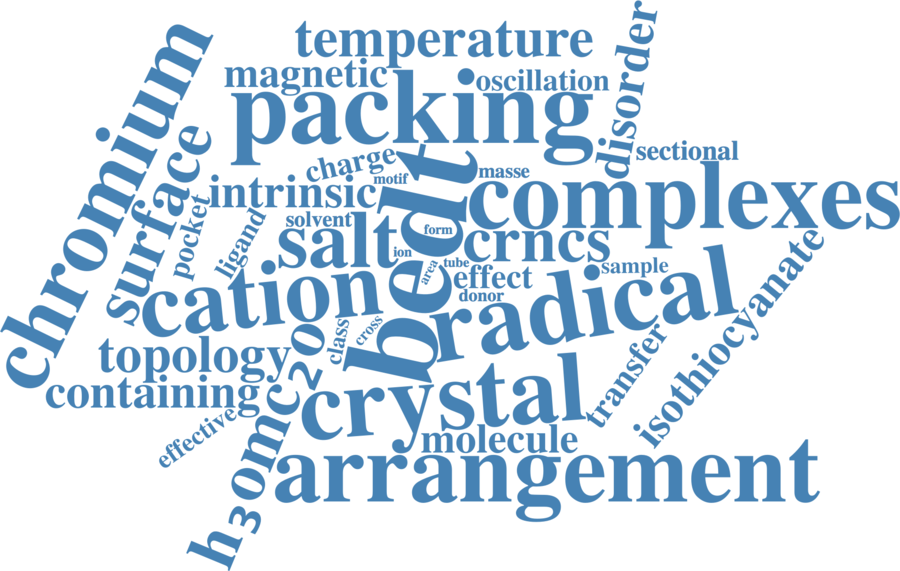 temperature
disorder
chromium
magnetic
oscillation
packing
sectional
charge
masse
motif
surface
intrinsic
bedt
complexes
pocket
ligand
solvent
form
salt
crncs
ion
tube
area
sample
cation
effect
isothiocyanate
donor
radical
class
cross
topology
transfer
containing
crystal
h3omc2o
effective
molecule
arrangement